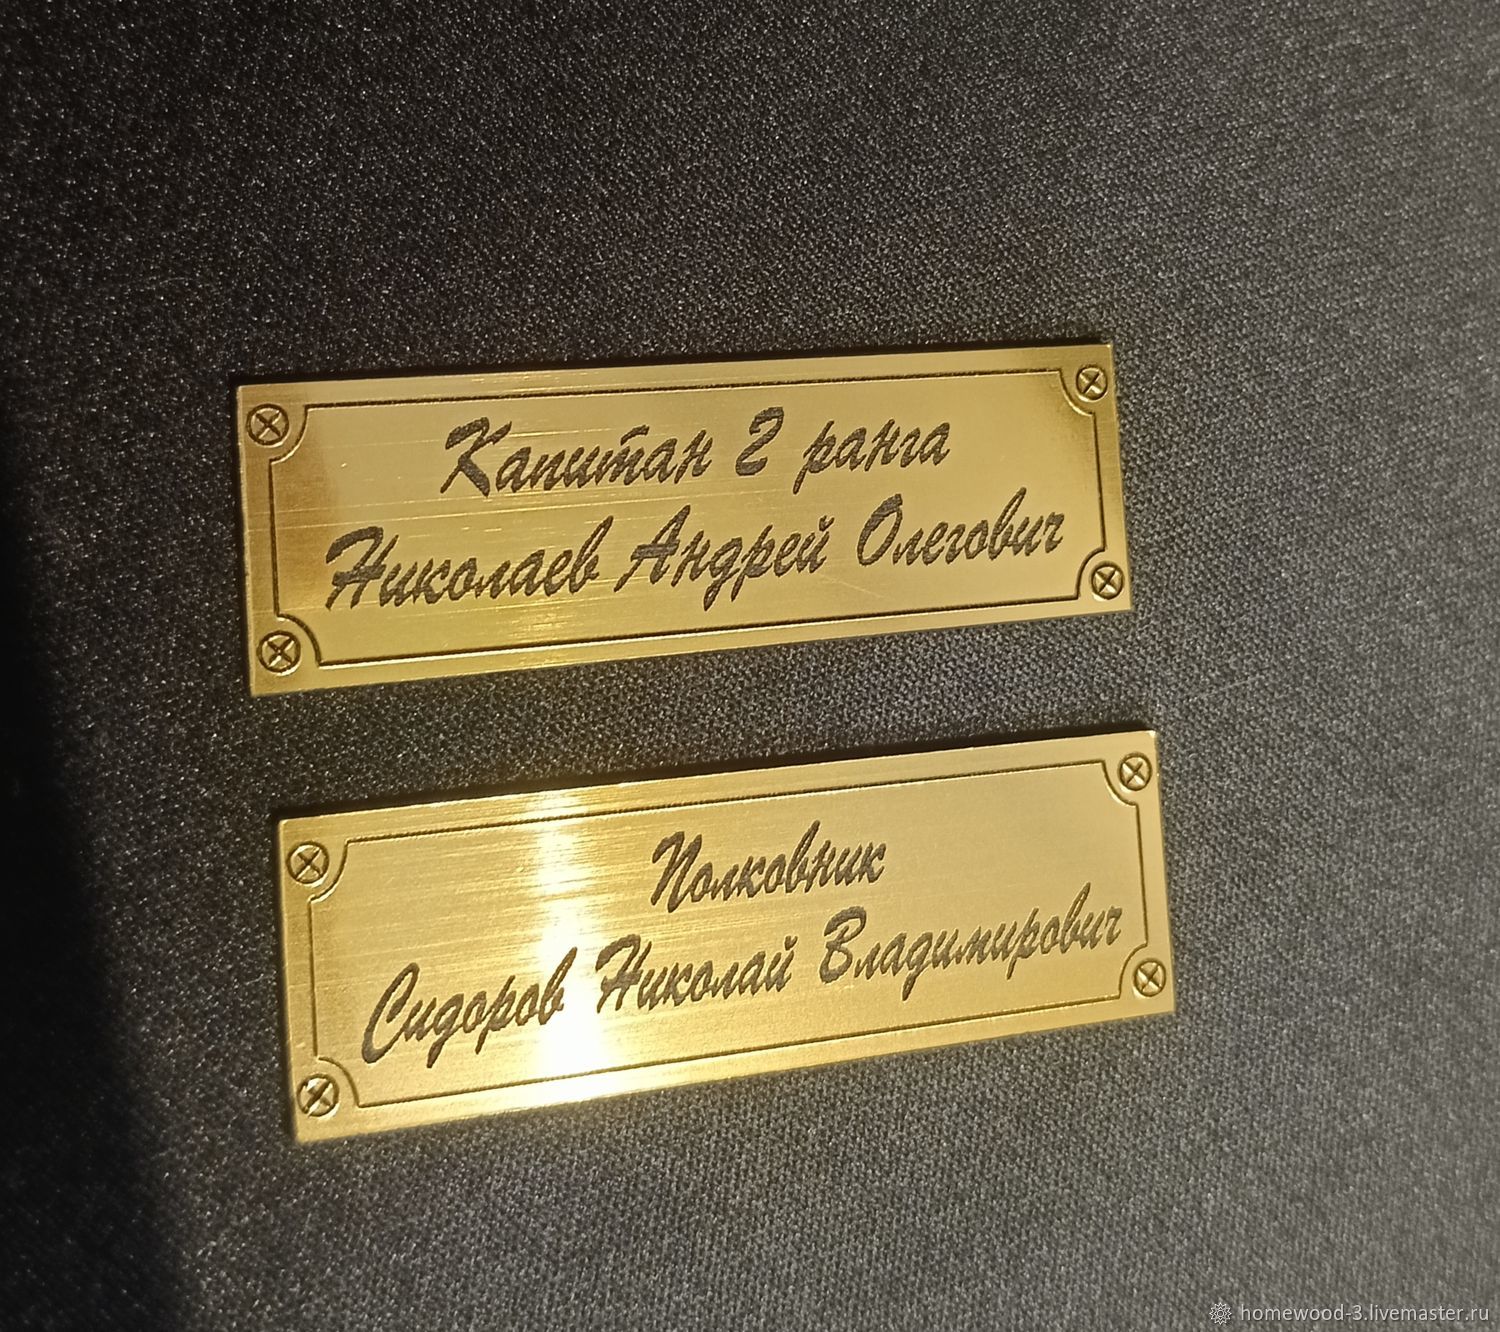 Капитан 2 ранга
Николаев Андрей Олегович
Полковник
Сидоров Николай Владимирович
homewood-3.livemaster.ru